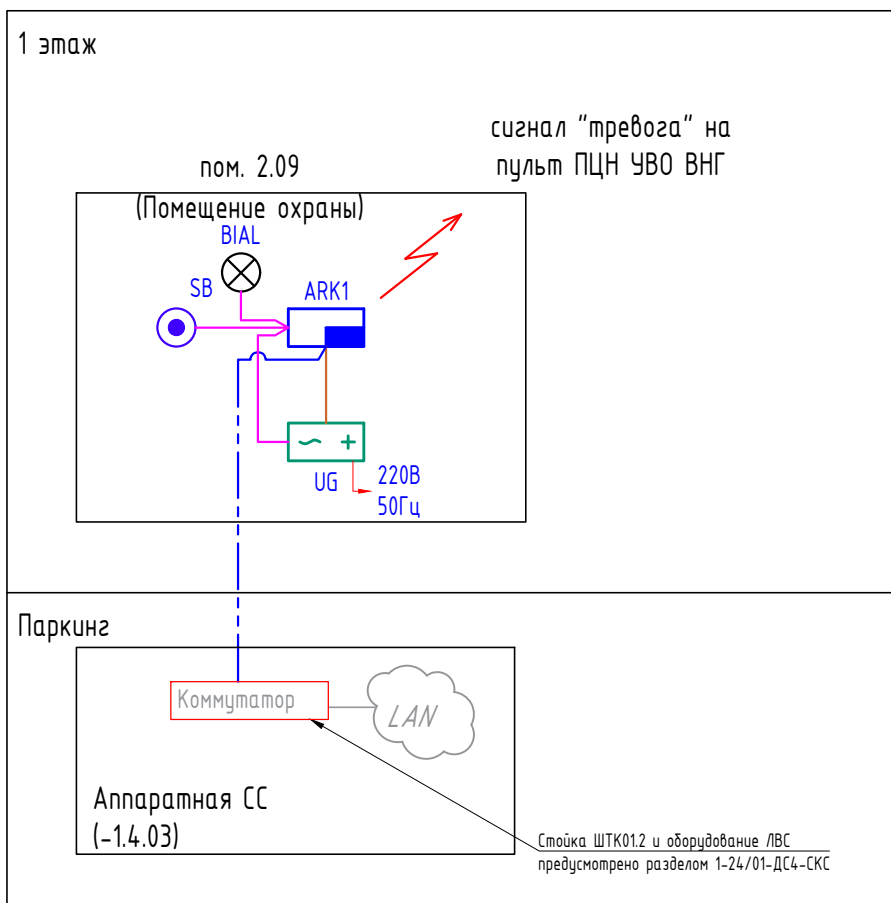 1 этаж
сигнал "тревога" на
пульт ПЦН УВО ВНГ
пом. 2.09
(Помещение охраны)
BIAL
SB
ARK1
UG
220В
50Гц
Паркинг
Коммутатор
LAN
Аппаратная СС
(-1.4.03)
Стойка ШТК01.2 и оборудование ЛВС
предусмотрено разделом 1-24/01-ДС4-СКС